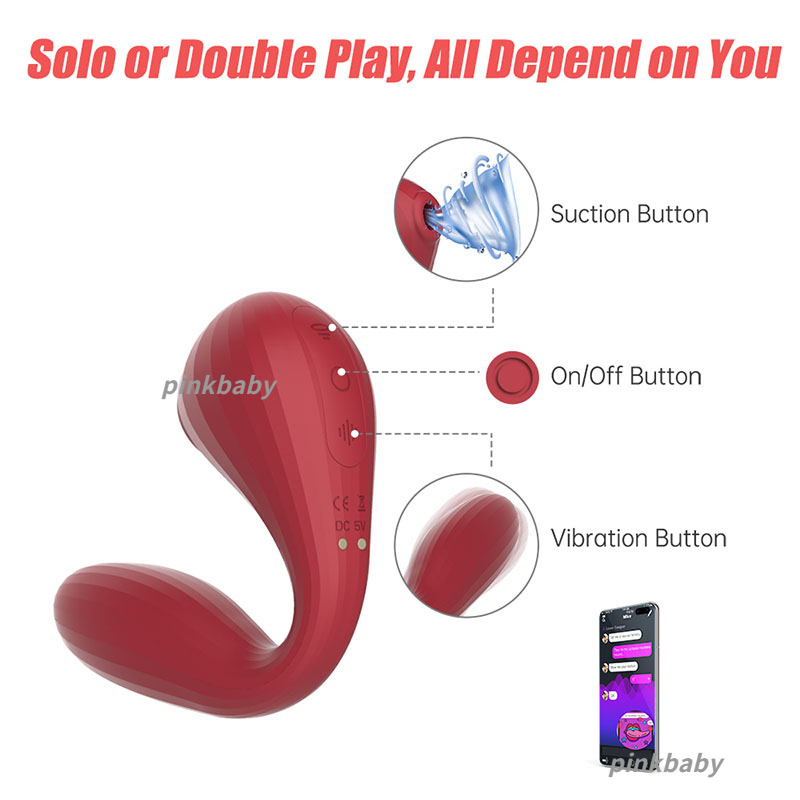 Solo or Double Play, All Depend on You
Suction Button
pinkbaby
On/Off Button
CE
DC 5V
Vibration Button
pinkbaby